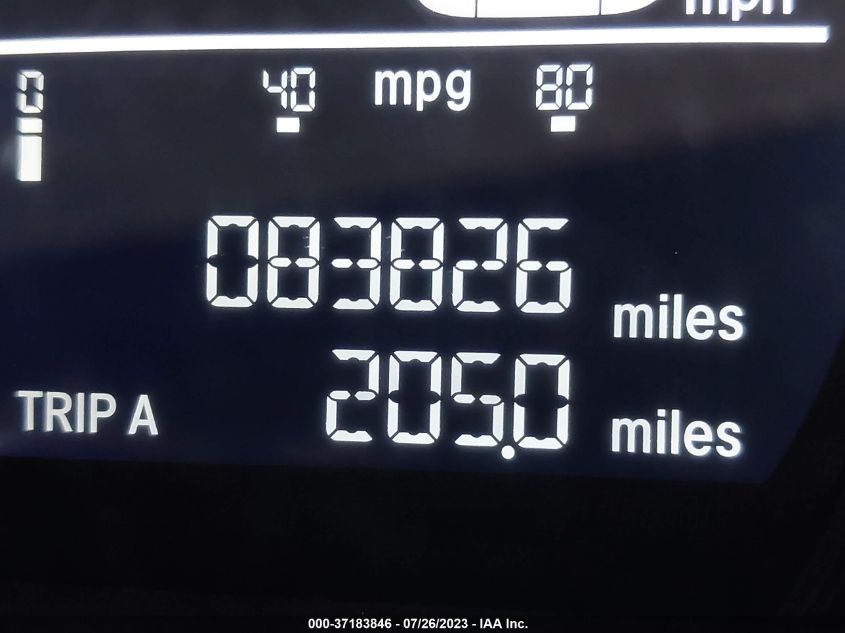 mph
0 40 mpg 80
083826 miles
TRIP A 205.0 miles
000-37183846 - 07/26/2023 - IAA Inc.